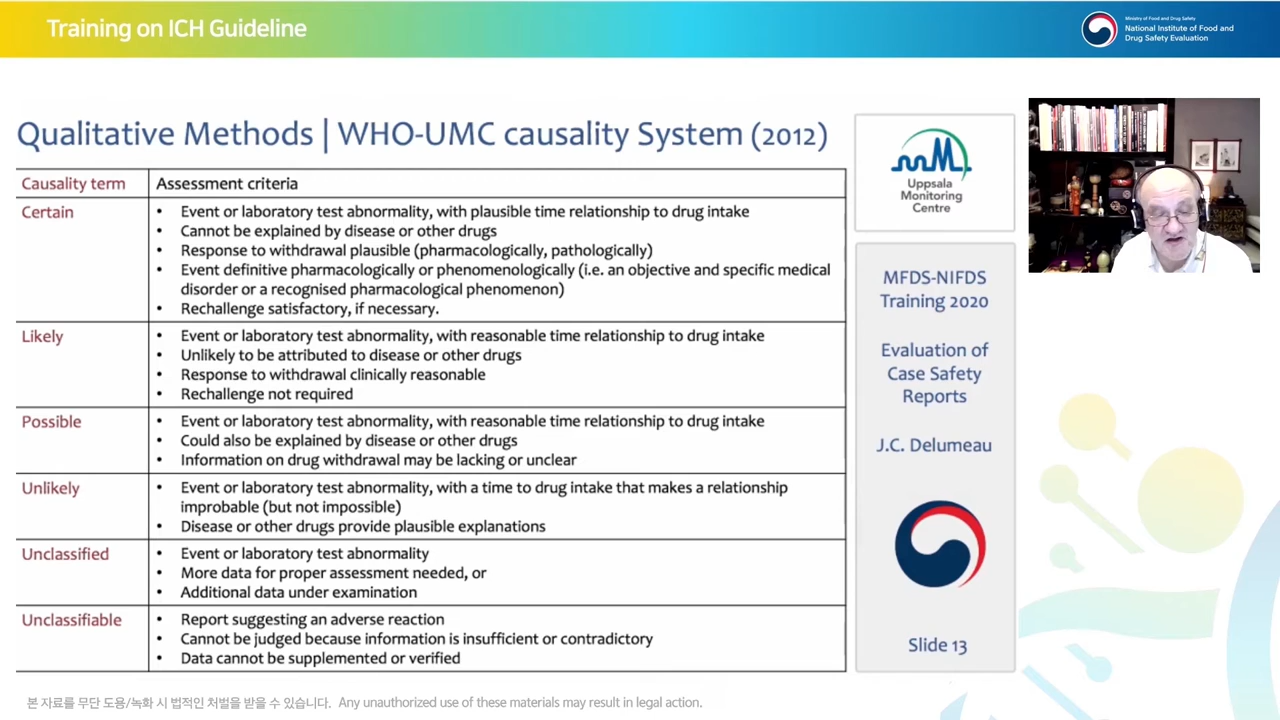 Training on ICH Guideline
Ministry of Food and Drug Safety
National Institute of Food and
Drug Safety Evaluation
Qualitative Methods | WHO-UMC causality System (2012)
Causality term
Assessment criteria
Certain
• Event or laboratory test abnormality, with plausible time relationship to drug intake
• Cannot be explained by disease or other drugs
• Response to withdrawal plausible (pharmacologically, pathologically)
• Event definitive pharmacologically or phenomenologically (i.e. an objective and specific medical
disorder or a recognised pharmacological phenomenon)
• Rechallenge satisfactory, if necessary.
Likely
• Event or laboratory test abnormality, with reasonable time relationship to drug intake
• Unlikely to be attributed to disease or other drugs
• Response to withdrawal clinically reasonable
• Rechallenge not required
Possible
• Event or laboratory test abnormality, with reasonable time relationship to drug intake
• Could also be explained by disease or other drugs
• Information on drug withdrawal may be lacking or unclear
Unlikely
• Event or laboratory test abnormality, with a time to drug intake that makes a relationship
improbable (but not impossible)
• Disease or other drugs provide plausible explanations
Unclassified
• Event or laboratory test abnormality
• More data for proper assessment needed, or
• Additional data under examination
Unclassifiable
• Report suggesting an adverse reaction
• Cannot be judged because information is insufficient or contradictory
• Data cannot be supplemented or verified
Uppsala
Monitoring
Centre
MFDS-NIFDS
Training 2020
Evaluation of
Case Safety
Reports
J.C. Delumeau
Slide 13
본 자료를 무단 도용/녹화 시 법적인 처벌을 받을 수 있습니다. Any unauthorized use of these materials may result in legal action.